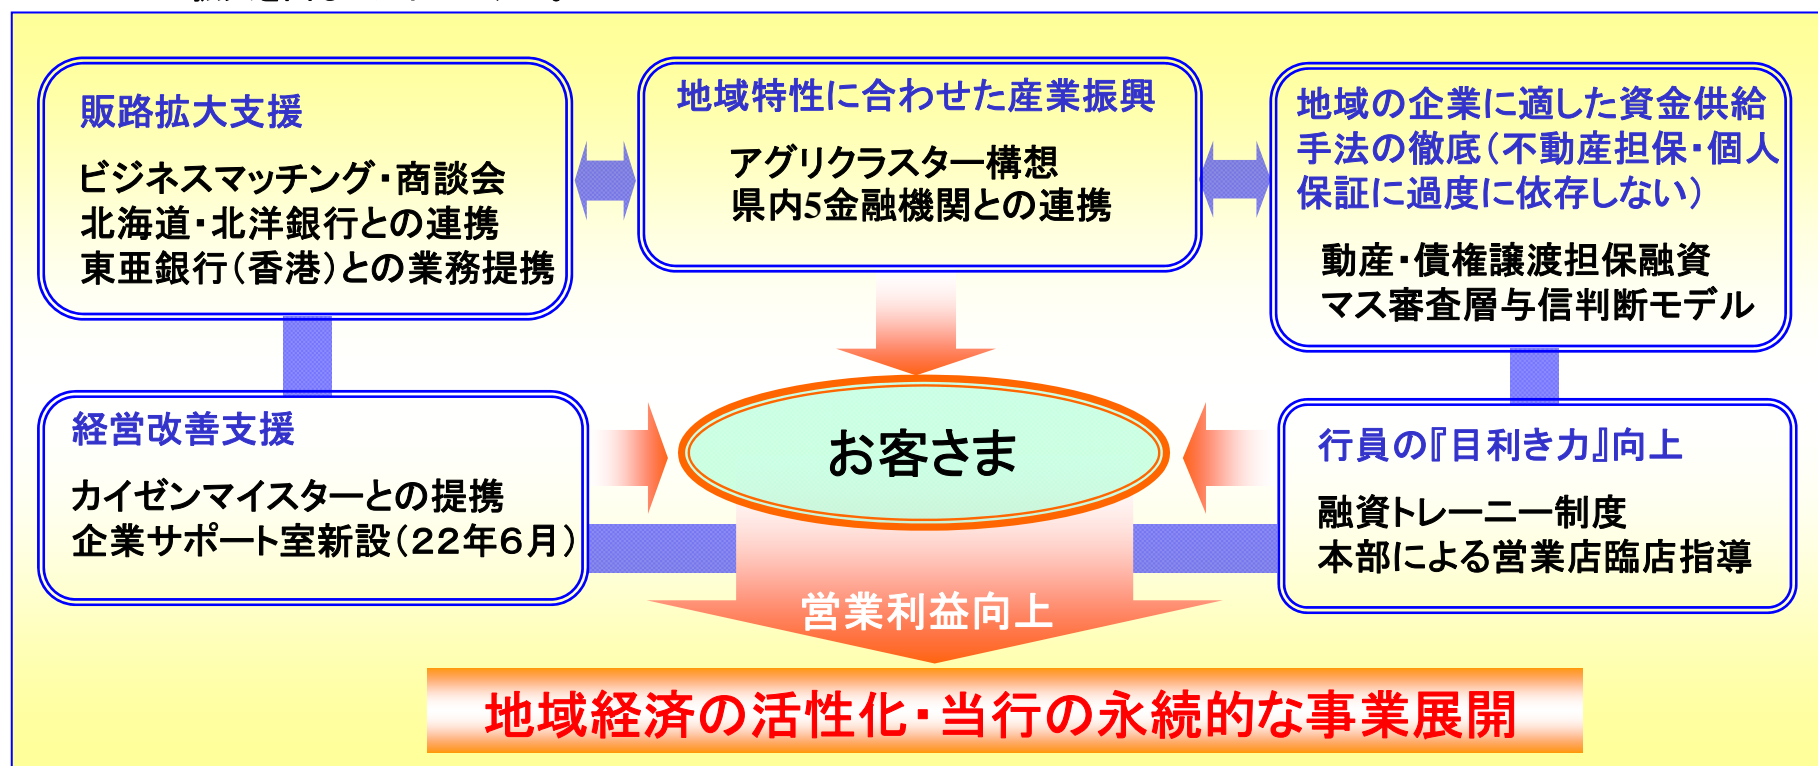 販路拡大支援
ビジネスマッチング・商談会
北海道・北洋銀行との連携
東亜銀行（香港）との業務提携
地域特性に合わせた産業振興
アグリクラスター構想
県内5金融機関との連携
地域の企業に適した資金供給
手法の徹底（不動産担保・個人
保証に過度に依存しない）
動産・債権譲渡担保融資
マス審査層与信判断モデル
経営改善支援
カイゼンマイスターとの提携
企業サポート室新設（２２年６月）
お客さま
行員の『目利き力』向上
融資トレーニー制度
本部による営業店臨店指導
営業利益向上
地域経済の活性化・当行の永続的な事業展開